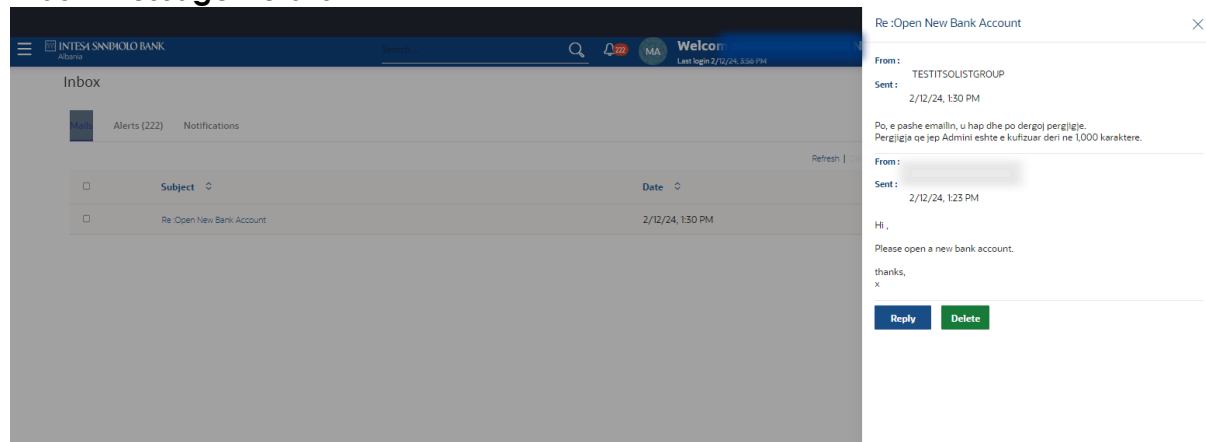 Re :Open New Bank Account
INTESA SANPAOLO BANK
Albania
Search
222
MA
Welcom
Last login 2/12/24, 3:56 PM
Inbox
Mails Alerts (222) Notifications
Refresh |
Subject Date
Re :Open New Bank Account 2/12/24, 1:30 PM
From :
TESTITSOLISTGROUP
Sent :
2/12/24, 1:30 PM
Po, e pashe emailin, u hap dhe po dergoj pergjigje.
Pergjigja qe jep Admini eshte e kufizuar deri ne 1,000 karaktere.
From :
Sent :
2/12/24, 1:23 PM
Hi ,
Please open a new bank account.
thanks,
x
Reply Delete